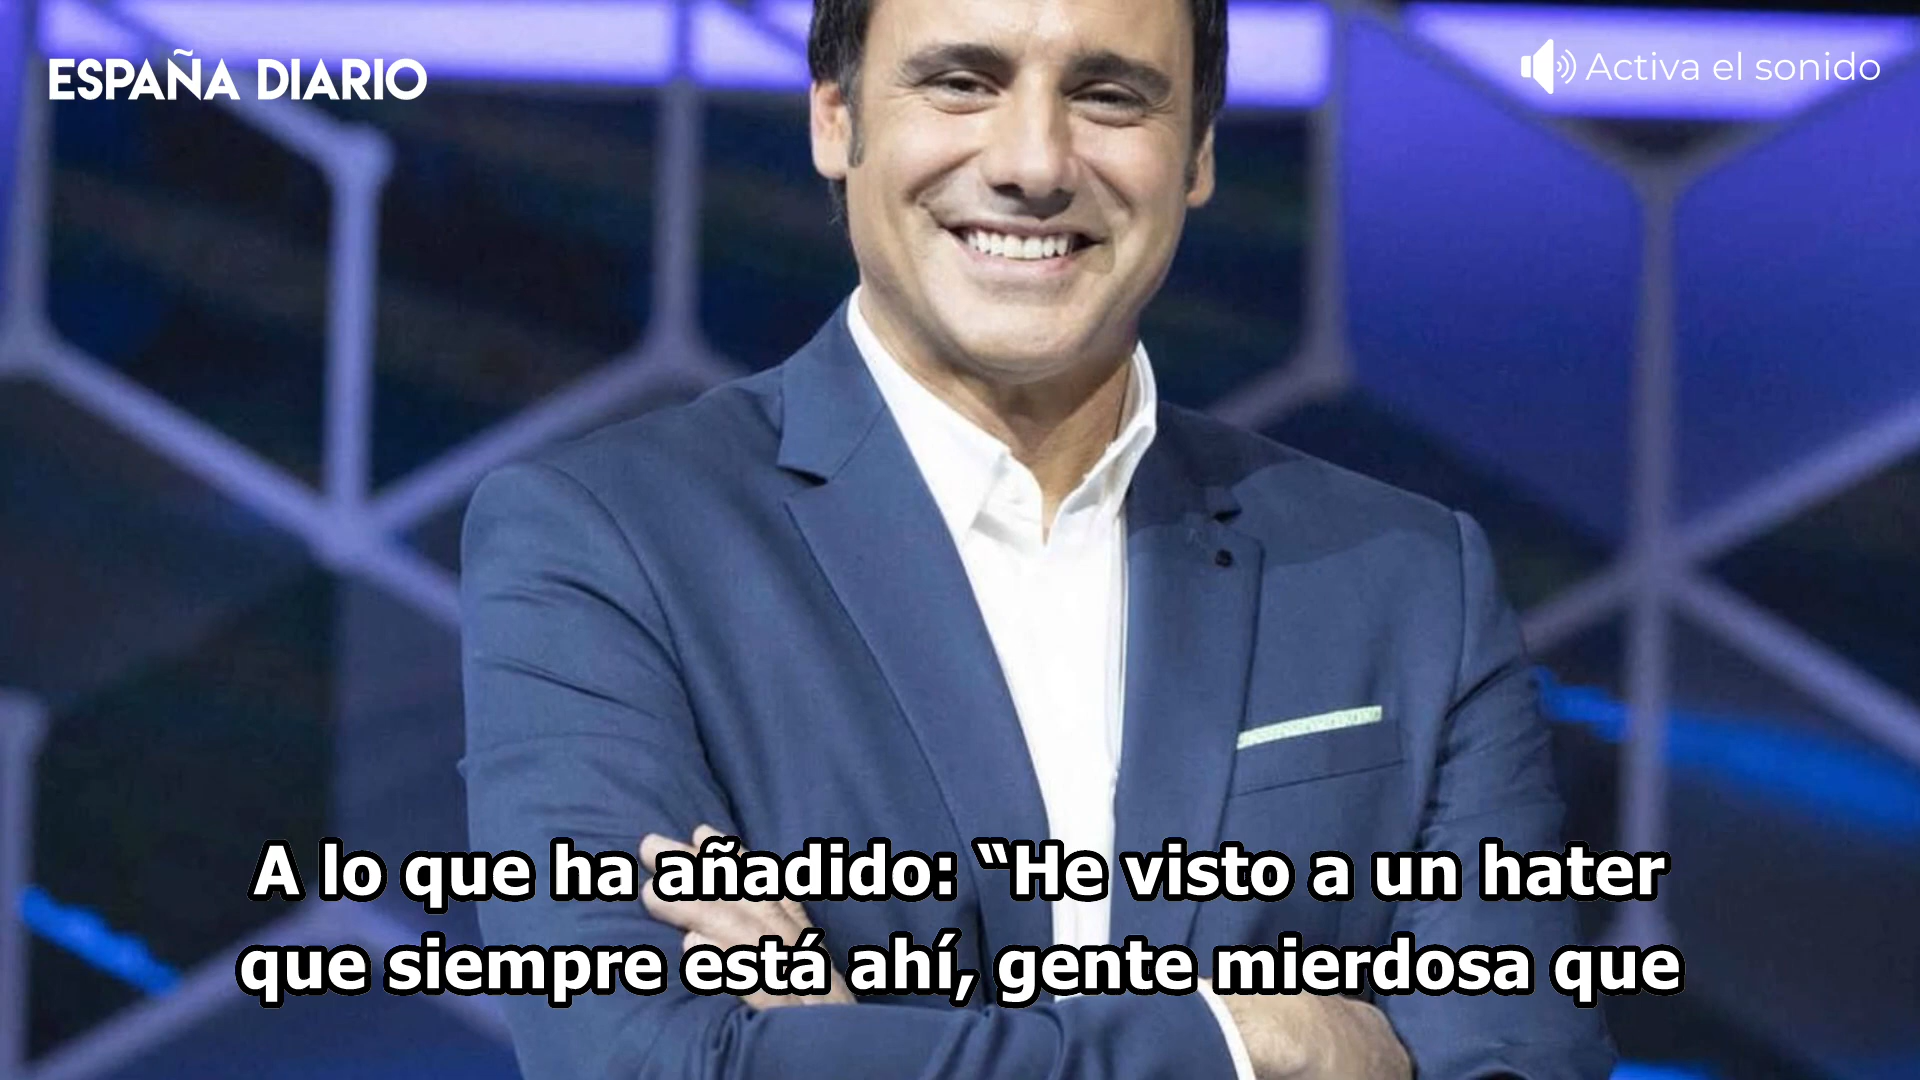 ESPAÑA DIARIO
Activa el sonido
A lo que ha añadido: “He visto a un hater
que siempre está ahí, gente mierdosa que